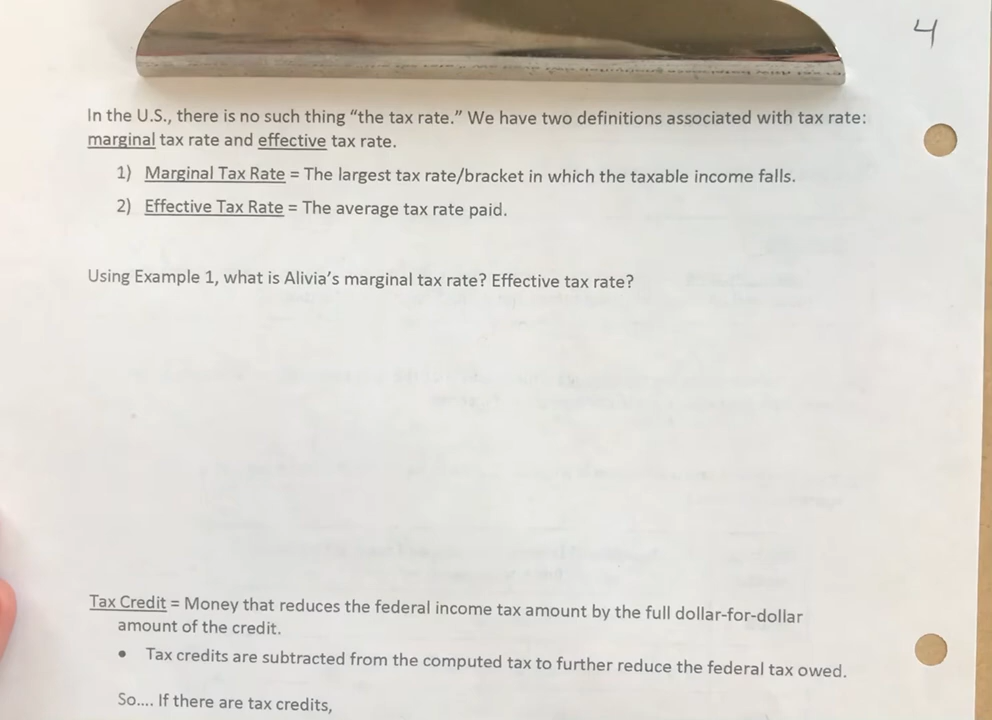 4
In the U.S., there is no such thing “the tax rate.” We have two definitions associated with tax rate:
marginal tax rate and effective tax rate.
1) Marginal Tax Rate = The largest tax rate/bracket in which the taxable income falls.
2) Effective Tax Rate = The average tax rate paid.
Using Example 1, what is Alivia’s marginal tax rate? Effective tax rate?
Tax Credit = Money that reduces the federal income tax amount by the full dollar-for-dollar
amount of the credit.
• Tax credits are subtracted from the computed tax to further reduce the federal tax owed.
So.... If there are tax credits,